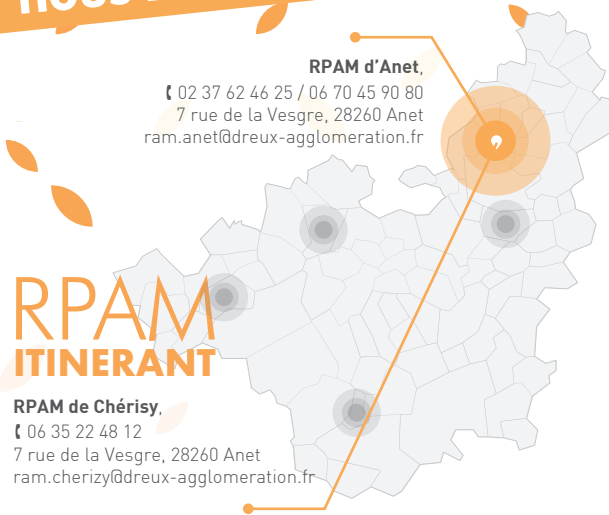 RPAM d’Anet,
02 37 62 46 25 / 06 70 45 90 80
7 rue de la Vesgre, 28260 Anet
ram.anet@dreux-agglomeration.fr
RPAM
ITINERANT
RPAM de Chérisy,
06 35 22 48 12
7 rue de la Vesgre, 28260 Anet
ram.cherizy@dreux-agglomeration.fr